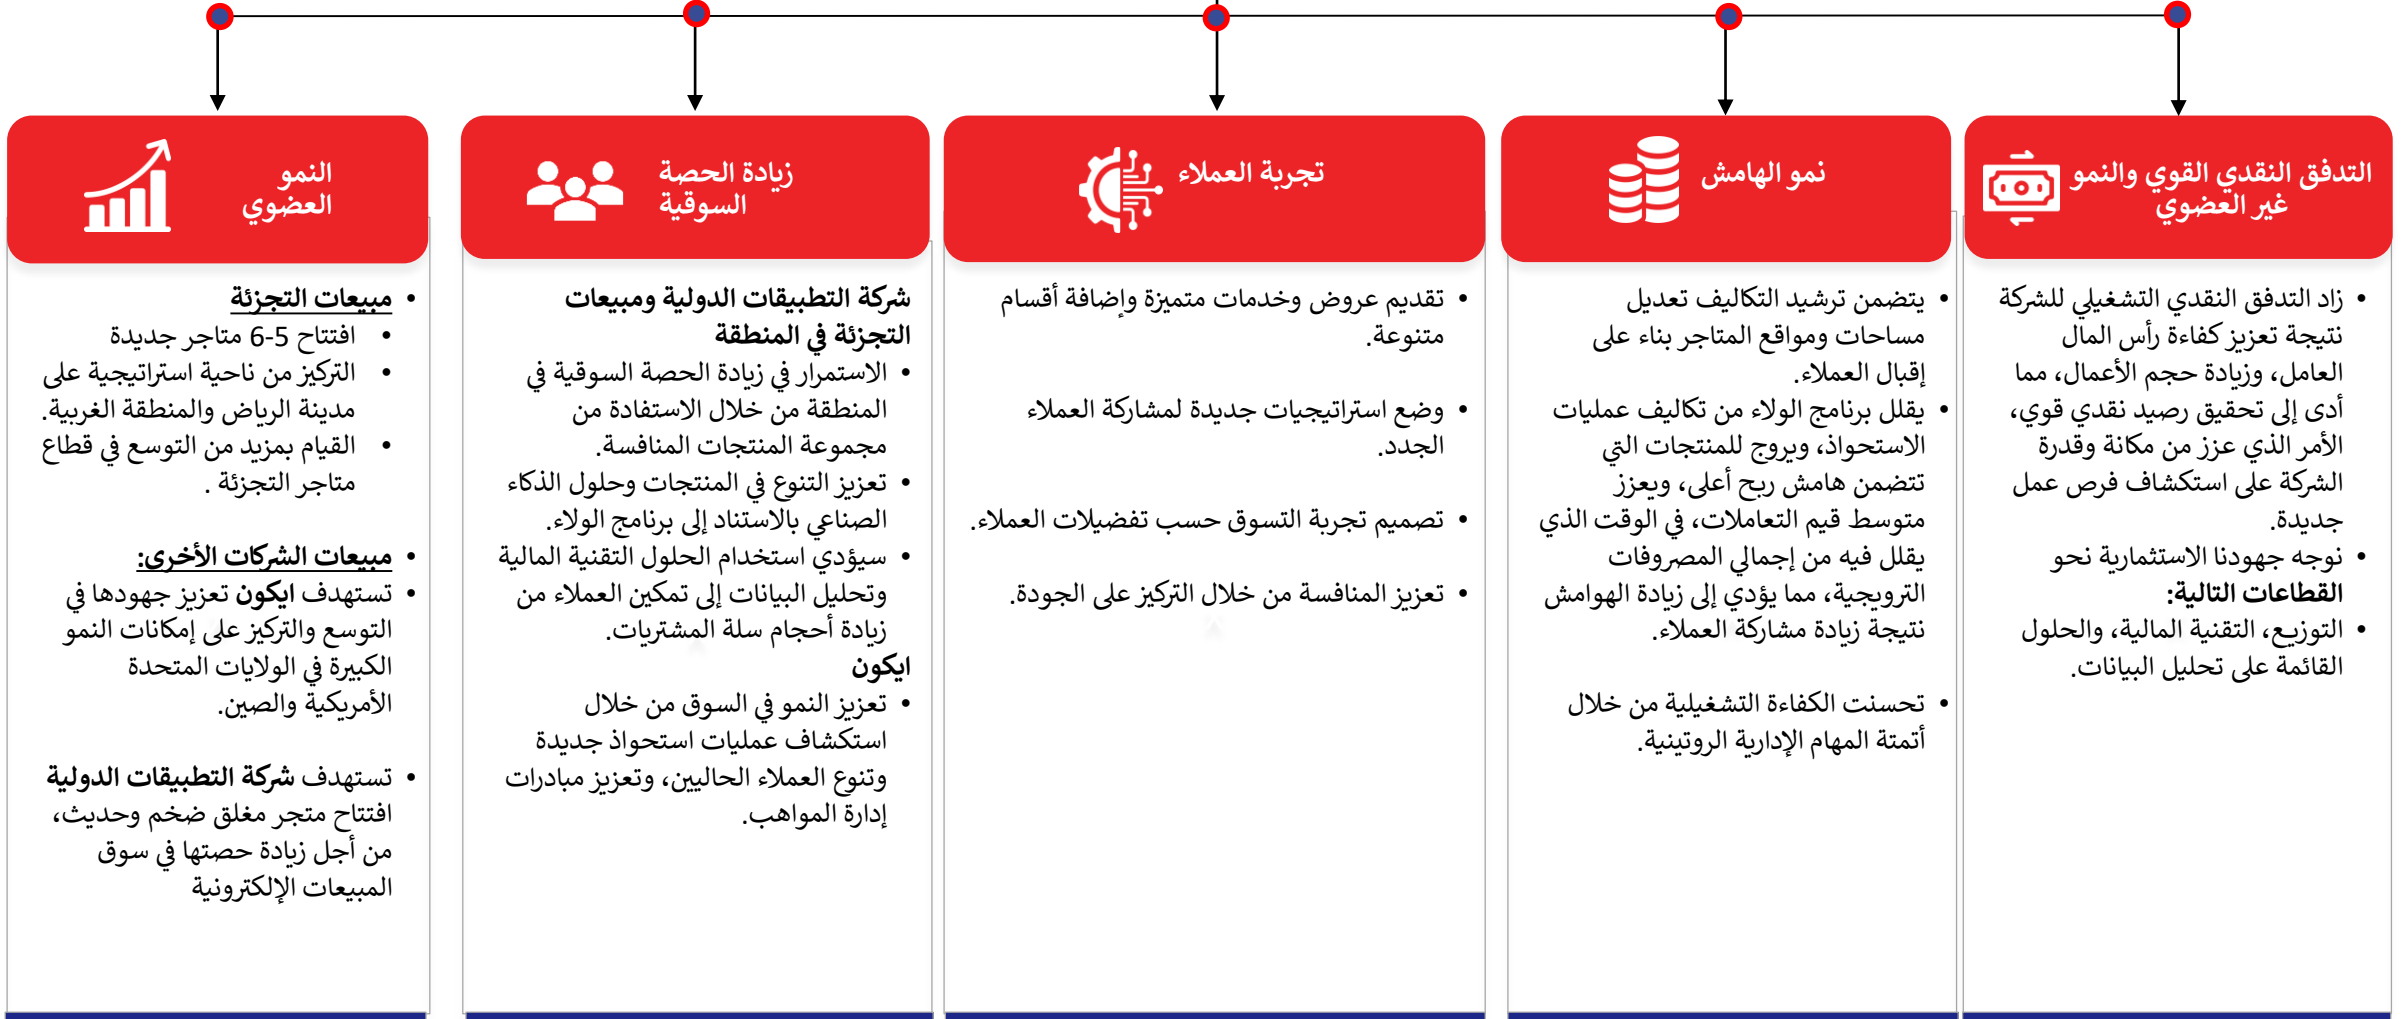 التدفق النقدي القوي والنمو
غير العضوي
• زاد التدفق النقدي التشغيلي للشركة
نتيجة تعزيز كفاءة رأس المال
العامل، وزيادة حجم الأعمال، مما
أدى إلى تحقيق رصيد نقدي قوي،
الأمر الذي عزز من مكانة وقدرة
الشركة على استكشاف فرص عمل
جديدة.
• نوجه جهودنا الاستثمارية نحو
القطاعات التالية:
• التوزيع، التقنية المالية، والحلول
القائمة على تحليل البيانات.
نمو الهامش
• يتضمن ترشيد التكاليف تعديل
مساحات ومواقع المتاجر بناء على
إقبال العملاء.
• يقلل برنامج الولاء من تكاليف عمليات
الاستحواذ، ويروج للمنتجات التي
تتضمن هامش ربح أعلى، ويعزز
متوسط قيم التعاملات، في الوقت الذي
يقلل فيه من إجمالي المصروفات
الترويجية، مما يؤدي إلى زيادة الهوامش
نتيجة زيادة مشاركة العملاء.
• تحسنت الكفاءة التشغيلية من خلال
أتمتة المهام الإدارية الروتينية.
تجربة العملاء
• تقديم عروض وخدمات متميزة وإضافة أقسام
متنوعة.
• وضع استراتيجيات جديدة لمشاركة العملاء
الجدد.
• تصميم تجربة التسوق حسب تفضيلات العملاء.
• تعزيز المنافسة من خلال التركيز على الجودة.
زيادة الحصة
السوقية
شركة التطبيقات الدولية ومبيعات
التجزئة في المنطقة
• الاستمرار في زيادة الحصة السوقية في
المنطقة من خلال الاستفادة من
مجموعة المنتجات المنافسة.
• تعزيز التنوع في المنتجات وحلول الذكاء
الصناعي بالاستناد إلى برنامج الولاء.
• سيؤدي استخدام الحلول التقنية المالية
وتحليل البيانات إلى تمكين العملاء من
زيادة أحجام سلة المشتريات.
ايكون
• تعزيز النمو في السوق من خلال
استكشاف عمليات استحواذ جديدة
وتنوع العملاء الحاليين، وتعزيز مبادرات
إدارة المواهب.
النمو
العضوي
• مبيعات التجزئة
• افتتاح 5-6 متاجر جديدة
• التركيز من ناحية استراتيجية على
مدينة الرياض والمنطقة الغربية.
• القيام بمزيد من التوسع في قطاع
متاجر التجزئة .
• مبيعات الشركات الأخرى:
• تستهدف ايكون تعزيز جهودها في
التوسع والتركيز على إمكانات النمو
الكبيرة في الولايات المتحدة
الأمريكية والصين.
• تستهدف شركة التطبيقات الدولية
افتتاح متجر مغلق ضخم وحديث،
من أجل زيادة حصتها في سوق
المبيعات الإلكترونية